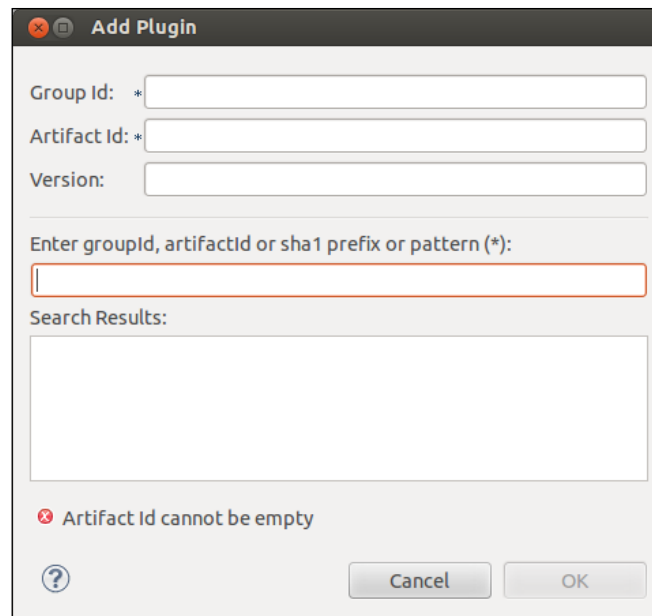 Add Plugin
Group Id: *
Artifact Id: *
Version:
Enter groupId, artifactId or sha1 prefix or pattern (*):
Search Results:
Artifact Id cannot be empty
Cancel OK